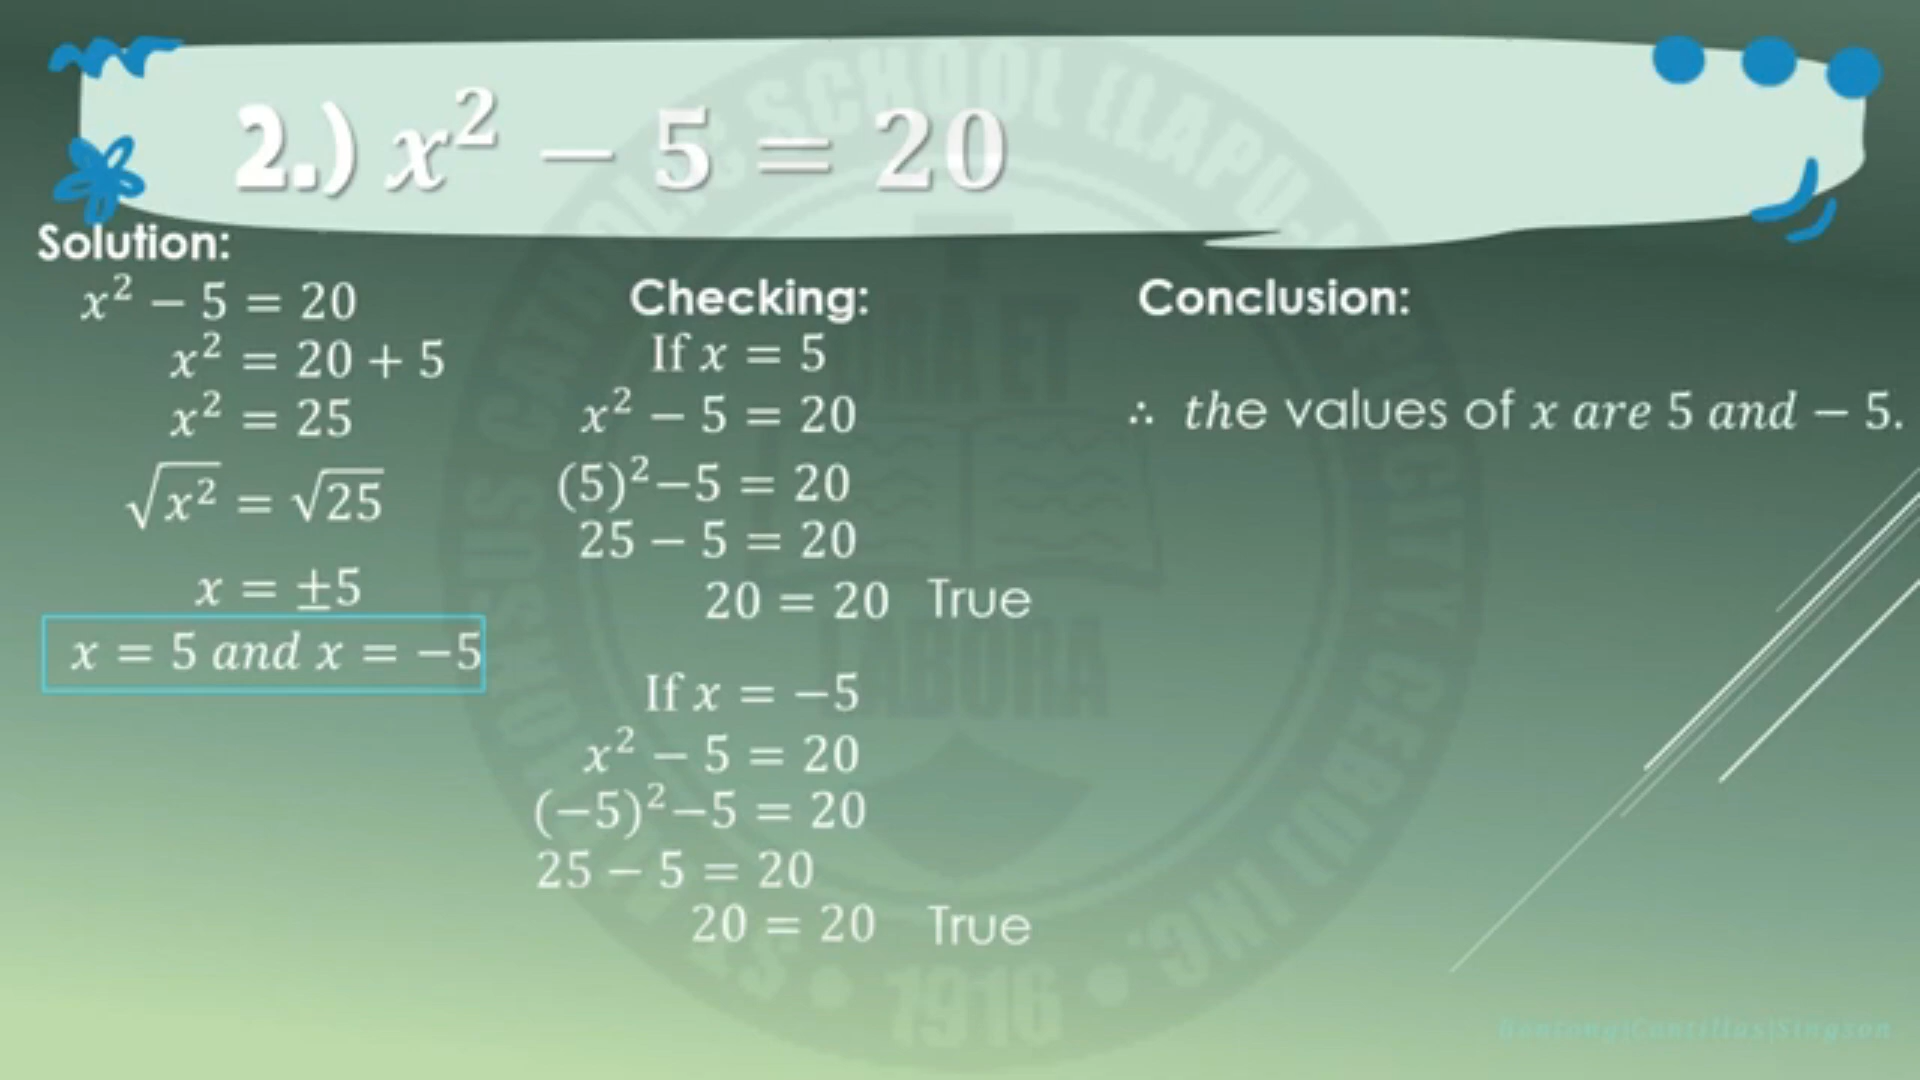 2.) x² − 5 = 20
Solution:
x² − 5 = 20
x² = 20 + 5
x² = 25
√x² = √25
x = ±5
x = 5 and x = −5
Checking:
If x = 5
x² − 5 = 20
(5)²−5 = 20
25 − 5 = 20
20 = 20 True
If x = −5
x² − 5 = 20
(−5)²−5 = 20
25 − 5 = 20
20 = 20 True
Conclusion:
∴ the values of x are 5 and − 5.
LABORA
1916